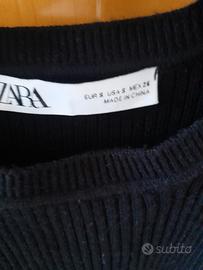 ZARA
EUR S USA S MEX 26
MADE IN CHINA
subito